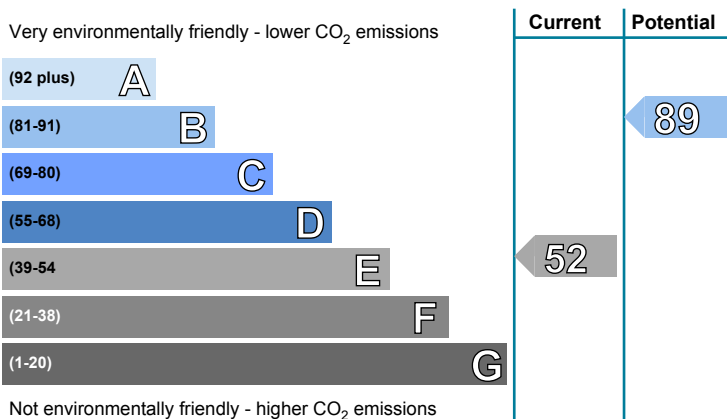 Current Potential
Very environmentally friendly - lower CO2 emissions
(92 plus) A
(81-91) B
89
(69-80) C
(55-68) D
(39-54 E
52
(21-38) F
(1-20) G
Not environmentally friendly - higher CO2 emissions